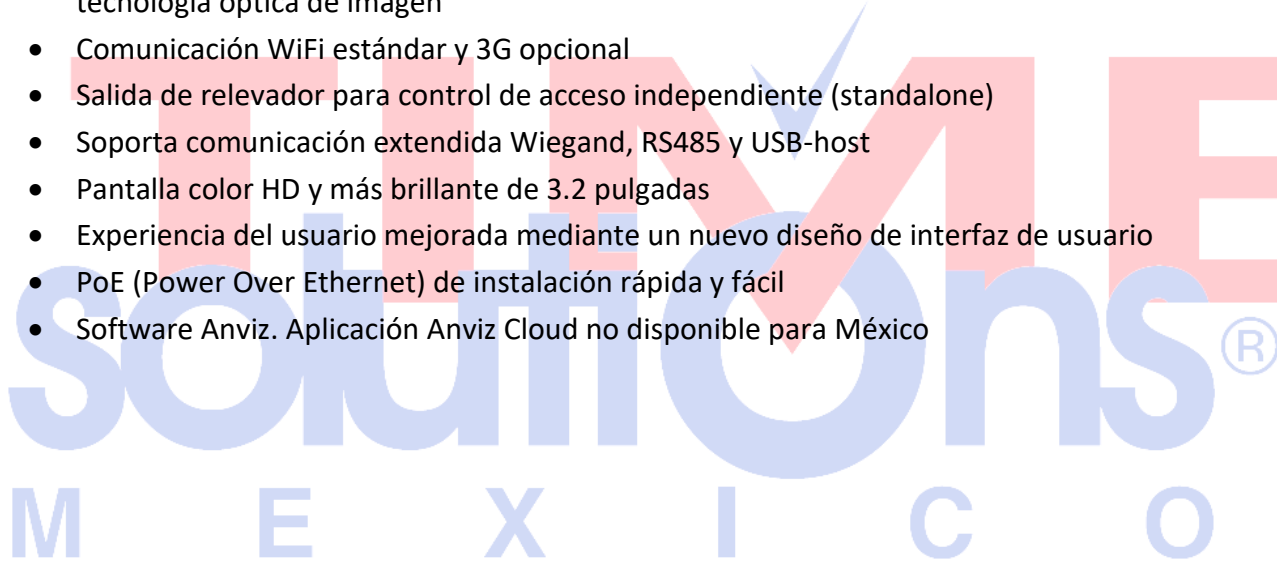 tecnología óptica de imagen
• Comunicación WiFi estándar y 3G opcional
• Salida de relevador para control de acceso independiente (standalone)
• Soporta comunicación extendida Wiegand, RS485 y USB-host
• Pantalla color HD y más brillante de 3.2 pulgadas
• Experiencia del usuario mejorada mediante un nuevo diseño de interfaz de usuario
• PoE (Power Over Ethernet) de instalación rápida y fácil
• Software Anviz. Aplicación Anviz Cloud no disponible para México
TIME
solutiOns®
MEXICO